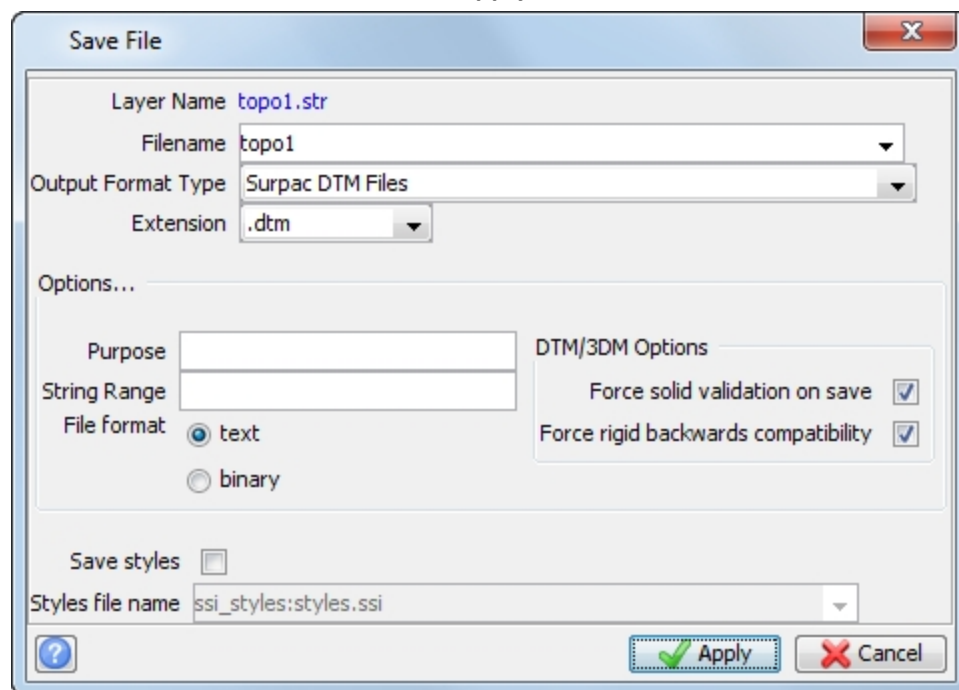 Save File
Layer Name topo1.str
Filename topo1
Output Format Type Surpac DTM Files
Extension .dtm
Options...
Purpose
String Range
File format text
binary
DTM/3DM Options
Force solid validation on save
Force rigid backwards compatibility
Save styles
Styles file name ssi_styles:styles.ssi
Apply Cancel